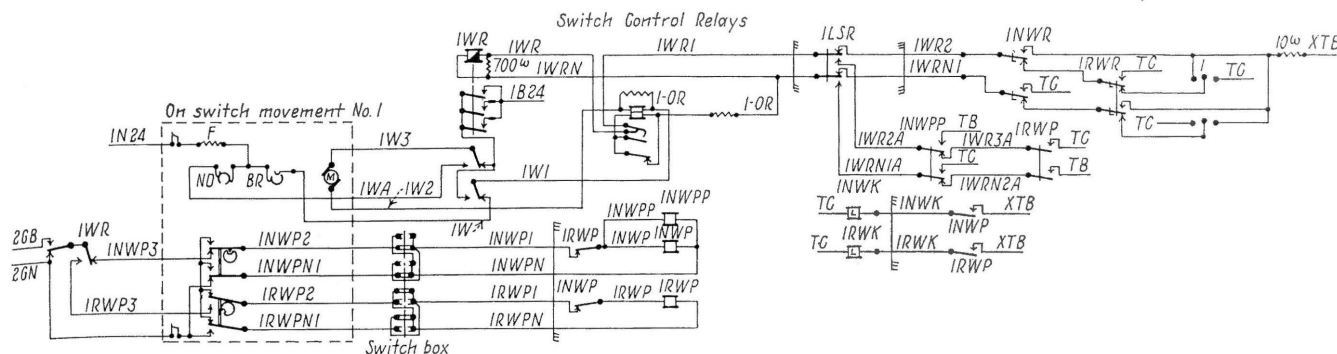 Switch Control Relays
1WR
1WR
1WR1
1LSR
1WR2
1NWR
10ω XTB
700ω
1WRN
1WRN1
1RWR
TC
1
TC
On switch movement No.1
1B24
1-OR
1-OR
TC
TC
1N24
F
1W3
1NWPP
TB
1RWP
1WR2A
1WR3A
TC
ND
BR
M
1W1
1WRN1A
TC
TB
1WA
1W2
1NWPP
1NWK
1WRN2A
1W
TC
L
1NWK
XTB
1WR
1NWPP
1NWP
2GB
1NWP2
1NWP1
1RWP
1NWP
1NWP
1RWK
2GN
1NWP3
TC
L
1RWK
XTB
1NWPN1
1NWPN
1RWP
1RWP2
1RWP1
1NWP
1RWP
1RWP
1RWP3
1RWPN1
1RWPN
Switch box